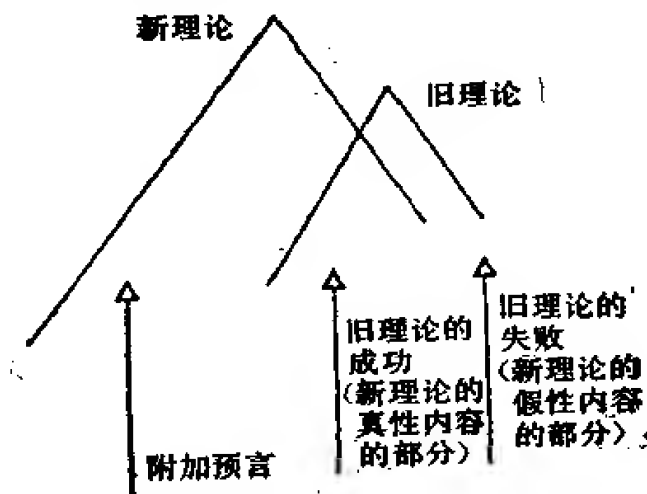 新理论
旧理论
旧理论的
成功
(新理论的
真性内容
的部分)
旧理论的
失败
(新理论的
假性内容
的部分)
附加预言